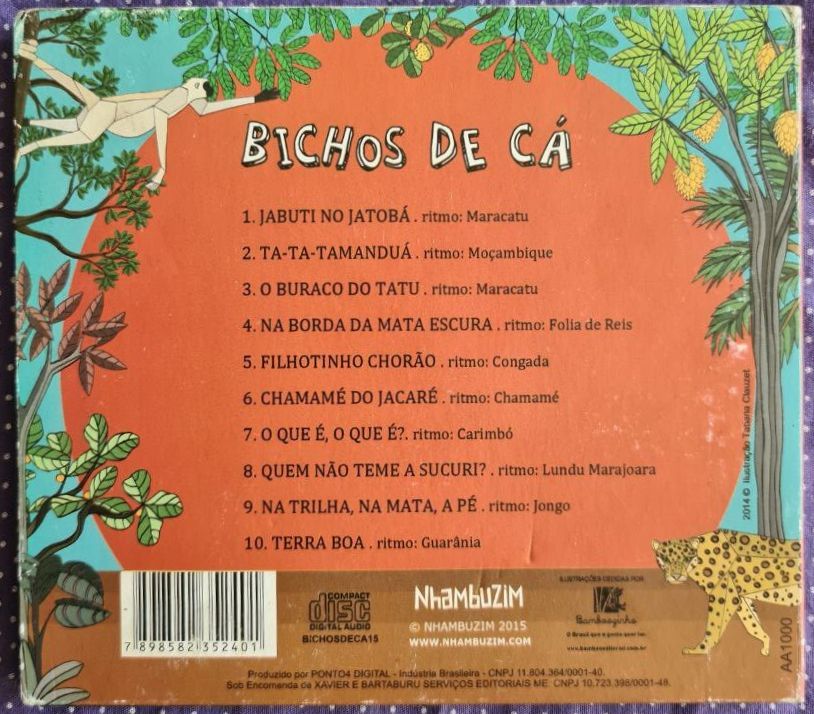 BICHOS DE CÁ
1. JABUTI NO JATOBÁ . ritmo: Maracatu
2. TA-TA-TAMANDUÁ . ritmo: Moçambique
3. O BURACO DO TATU . ritmo: Maracatu
4. NA BORDA DA MATA ESCURA . ritmo: Folia de Reis
5. FILHOTINHO CHORÃO . ritmo: Congada
6. CHAMAMÉ DO JACARÉ . ritmo: Chamamé
7. O QUE É, O QUE É?. ritmo: Carimbó
8. QUEM NÃO TEME A SUCURI? . ritmo: Lundu Marajoara
9. NA TRILHA, NA MATA, A PÉ . ritmo: Jongo
10. TERRA BOA . ritmo: Guarânia
2014 © Ilustração Tatiana Clauzet
7 898582 352401
COMPACT
disc
DIGITAL AUDIO
BICHOSDECA15
NHAMBUZIM
© NHAMBUZIM 2015
WWW.NHAMBUZIM.COM
ILUSTRAÇÕES CEDIDAS POR
Bamboozinho
O Brasil que a gente quer ler.
AA1000
Produzido por PONTO4 DIGITAL - Indústria Brasileira - CNPJ 11.804.364/0001-40.
Sob Encomenda de XAVIER E BARTABURU SERVIÇOS EDITORIAIS ME. CNPJ 10.723.398/0001-48.